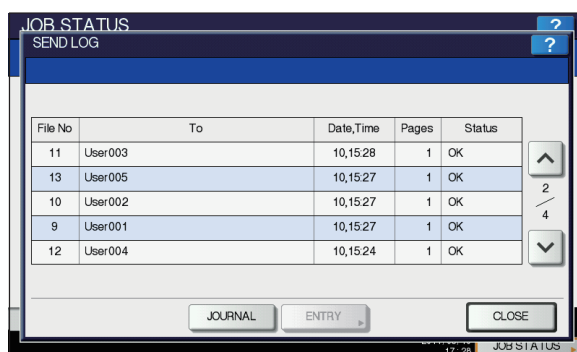 JOB STATUS ?
SEND LOG ?
File No To Date,Time Pages Status
11 User003 10,15:28 1 OK
13 User005 10,15:27 1 OK
10 User002 10,15:27 1 OK
9 User001 10,15:27 1 OK
12 User004 10,15:24 1 OK
2
4
JOURNAL ENTRY CLOSE
17:28 JOB STATUS